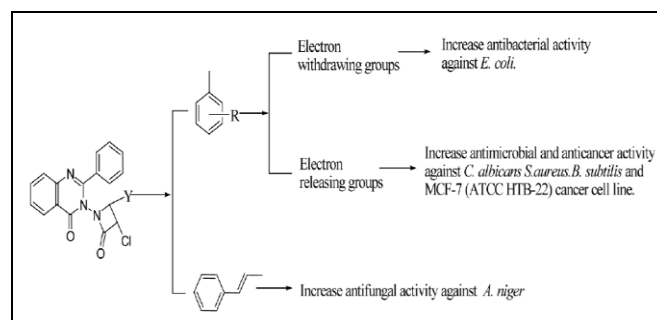 Electron
withdrawing groups
Increase antibacterial activity
against E. coli.
R
Electron
releasing groups
Increase antimicrobial and anticancer activity
against C. albicans S.aureus.B. subtilis and
MCF-7 (ATCC HTB-22) cancer cell line.
N
N
N
Y
O
O
Cl
Increase antifungal activity against A. niger